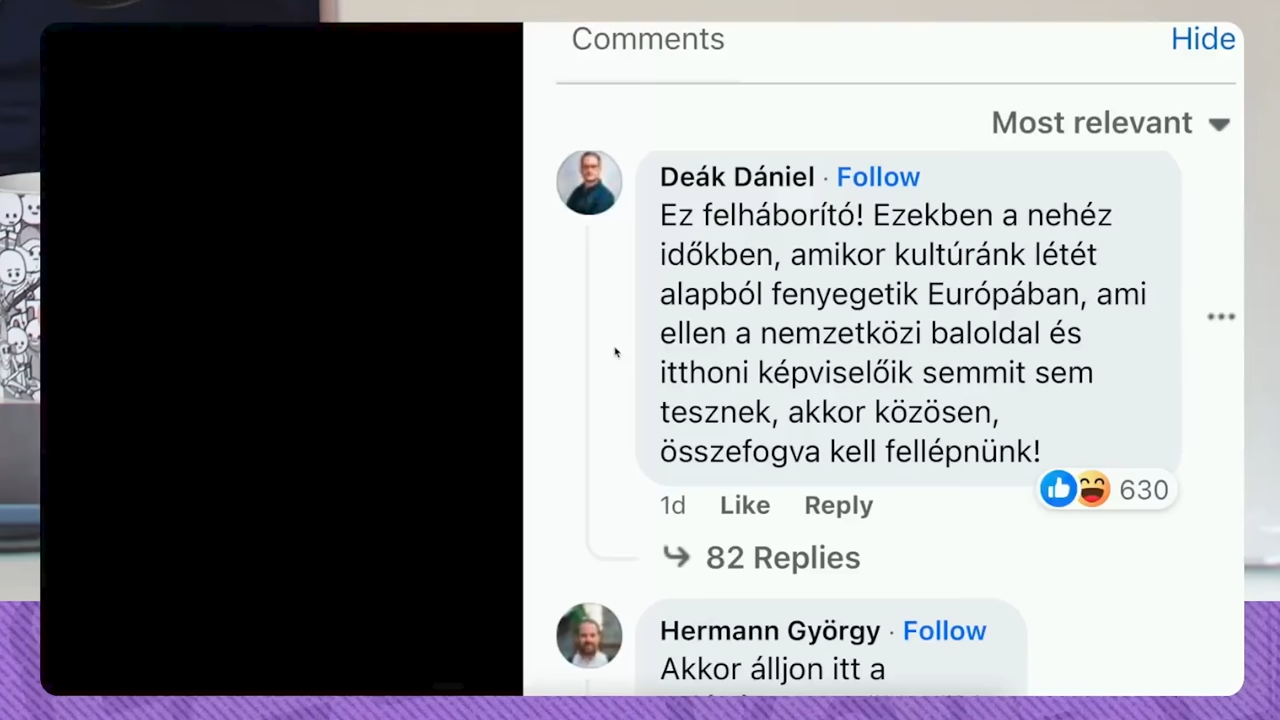 Comments
Hide
Most relevant
Deák Dániel · Follow
Ez felháborító! Ezekben a nehéz
időkben, amikor kultúránk létét
alapból fenyegetik Európában, ami
ellen a nemzetközi baloldal és
itthoni képviselőik semmit sem
tesznek, akkor közösen,
összefogva kell fellépnünk!
630
1d Like Reply
82 Replies
Hermann György · Follow
Akkor álljon itt a